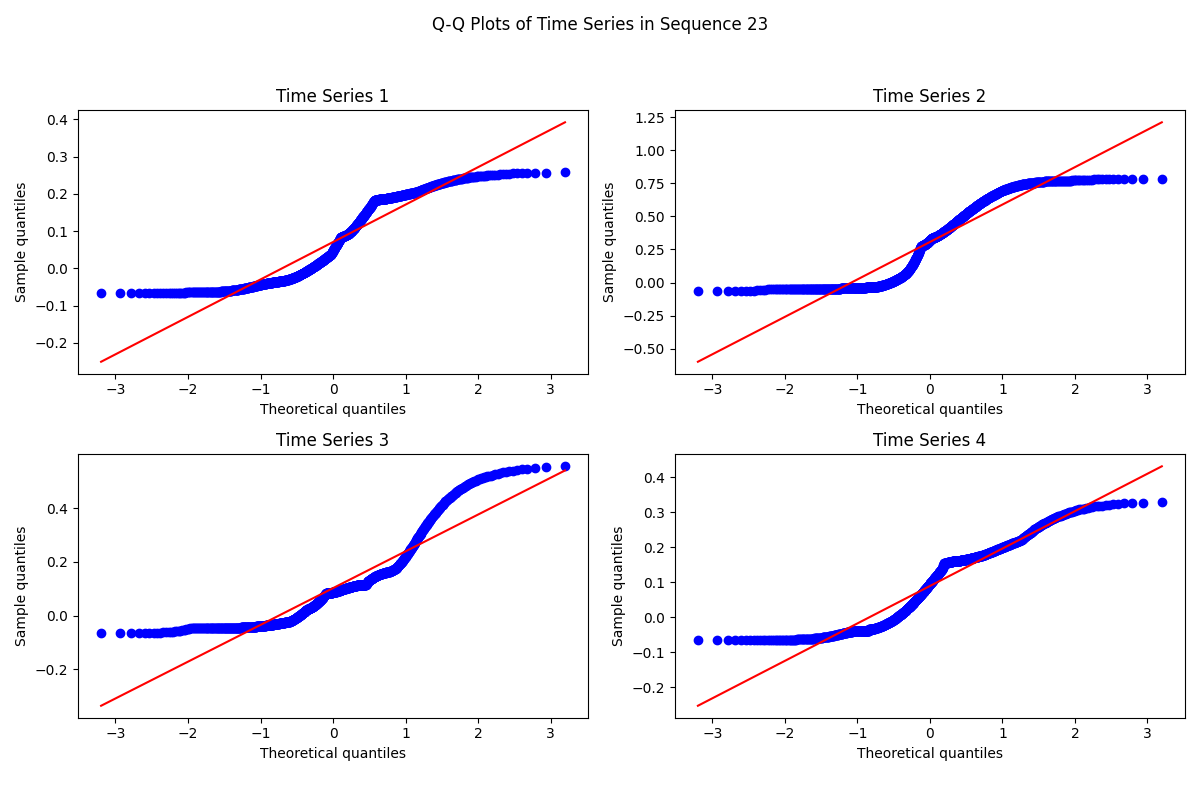 Q-Q Plots of Time Series in Sequence 23
Time Series 1
Sample quantiles
0.4
0.3
0.2
0.1
0.0
−0.1
−0.2
−3 −2 −1 0 1 2 3
Theoretical quantiles
Time Series 2
Sample quantiles
1.25
1.00
0.75
0.50
0.25
0.00
−0.25
−0.50
−3 −2 −1 0 1 2 3
Theoretical quantiles
Time Series 3
Sample quantiles
0.4
0.2
0.0
−0.2
−3 −2 −1 0 1 2 3
Theoretical quantiles
Time Series 4
Sample quantiles
0.4
0.3
0.2
0.1
0.0
−0.1
−0.2
−3 −2 −1 0 1 2 3
Theoretical quantiles